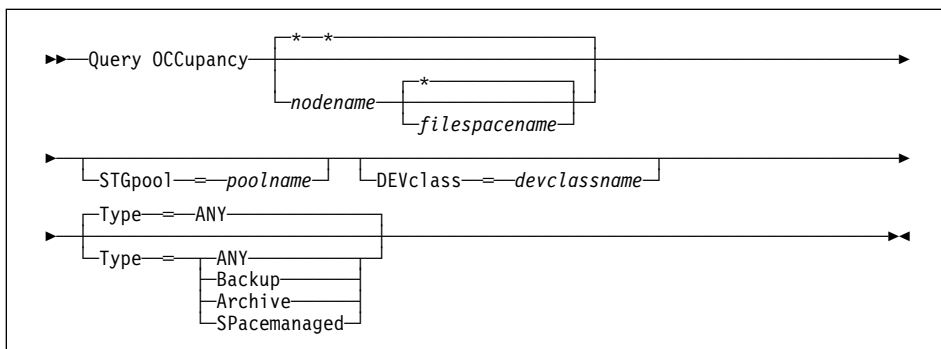 * *
Query OCCupancy
*
nodename
filespacename
STGpool = poolname DEVclass = devclassname
Type = ANY
Type = ANY
Backup
Archive
SPacemanaged